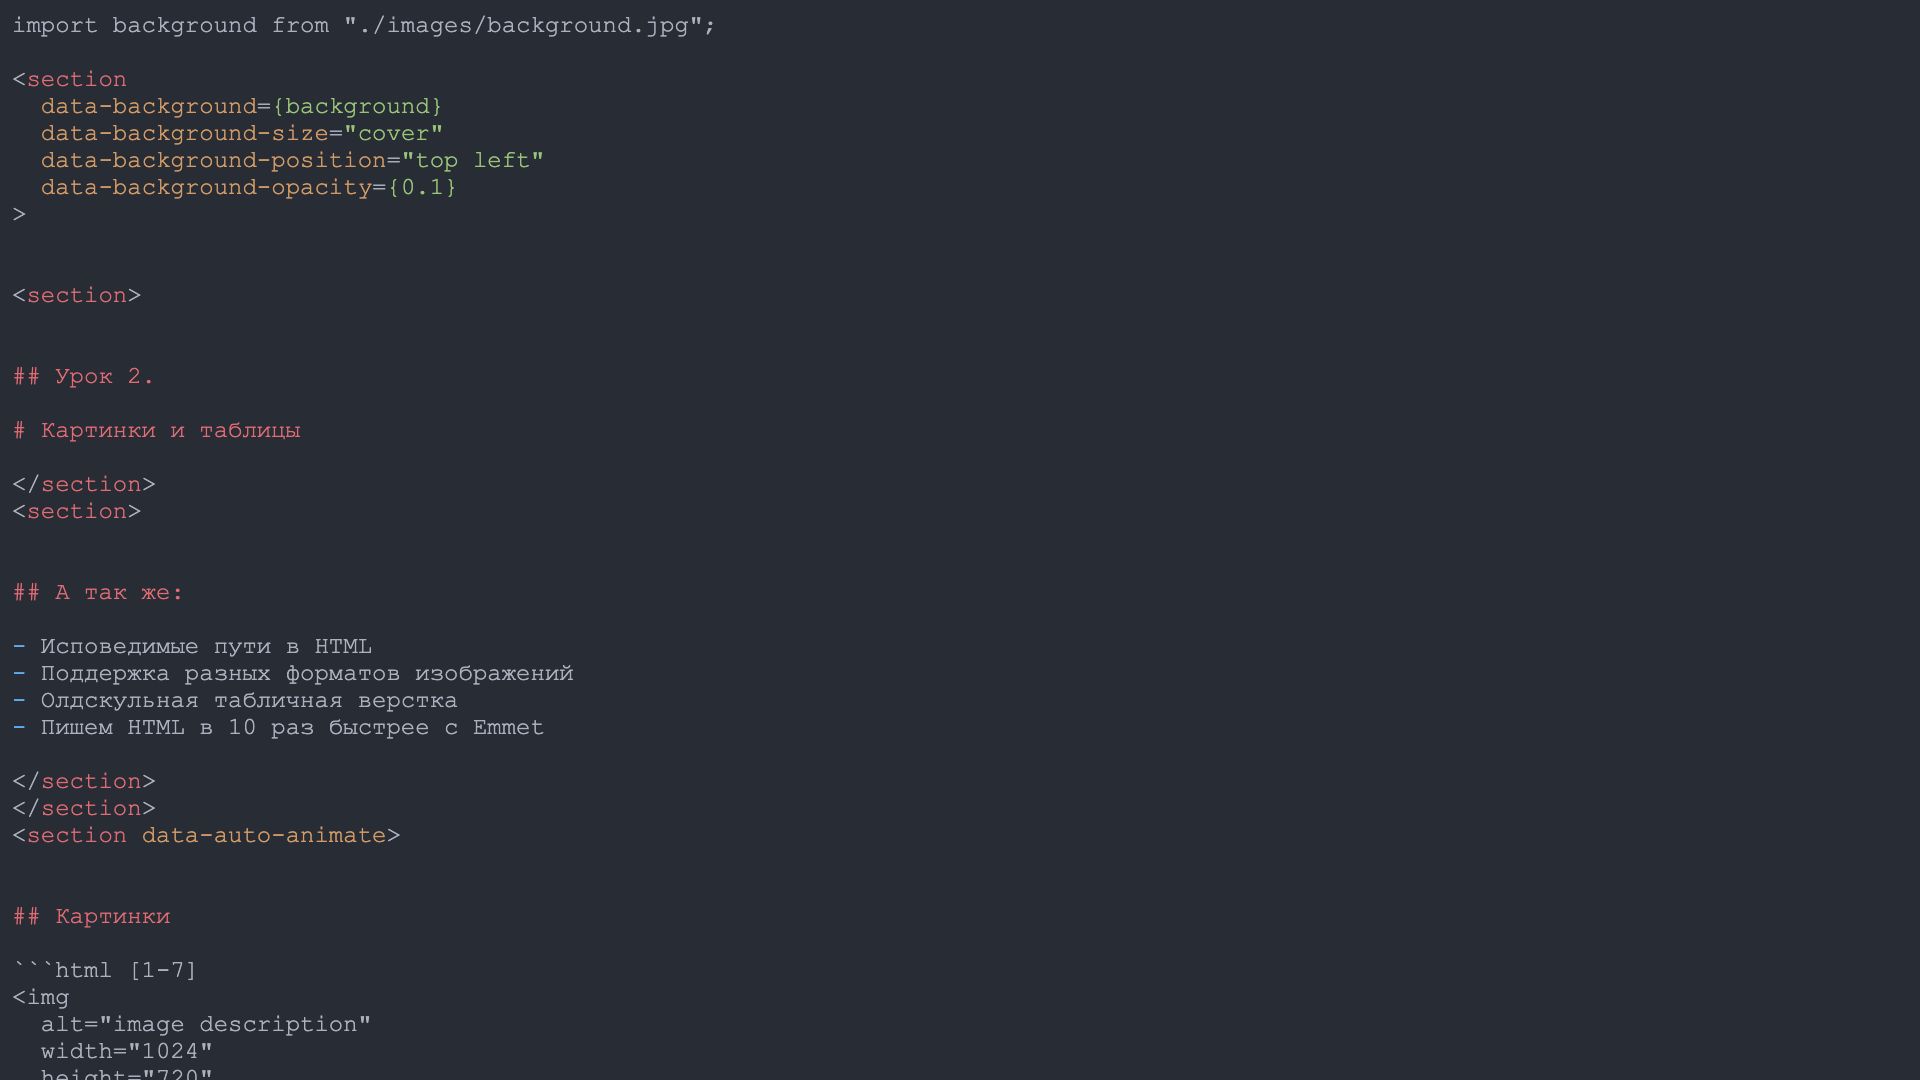 import background from "./images/background.jpg";
<section
data-background={background}
data-background-size="cover"
data-background-position="top left"
data-background-opacity={0.1}
>
<section>
## Урок 2.
# Картинки и таблицы
</section>
<section>
## А так же:
- Исповедимые пути в HTML
- Поддержка разных форматов изображений
- Олдскульная табличная верстка
- Пишем HTML в 10 раз быстрее с Emmet
</section>
</section>
<section data-auto-animate>
## Картинки
```html [1-7]
<img
alt="image description"
width="1024"
height="720"